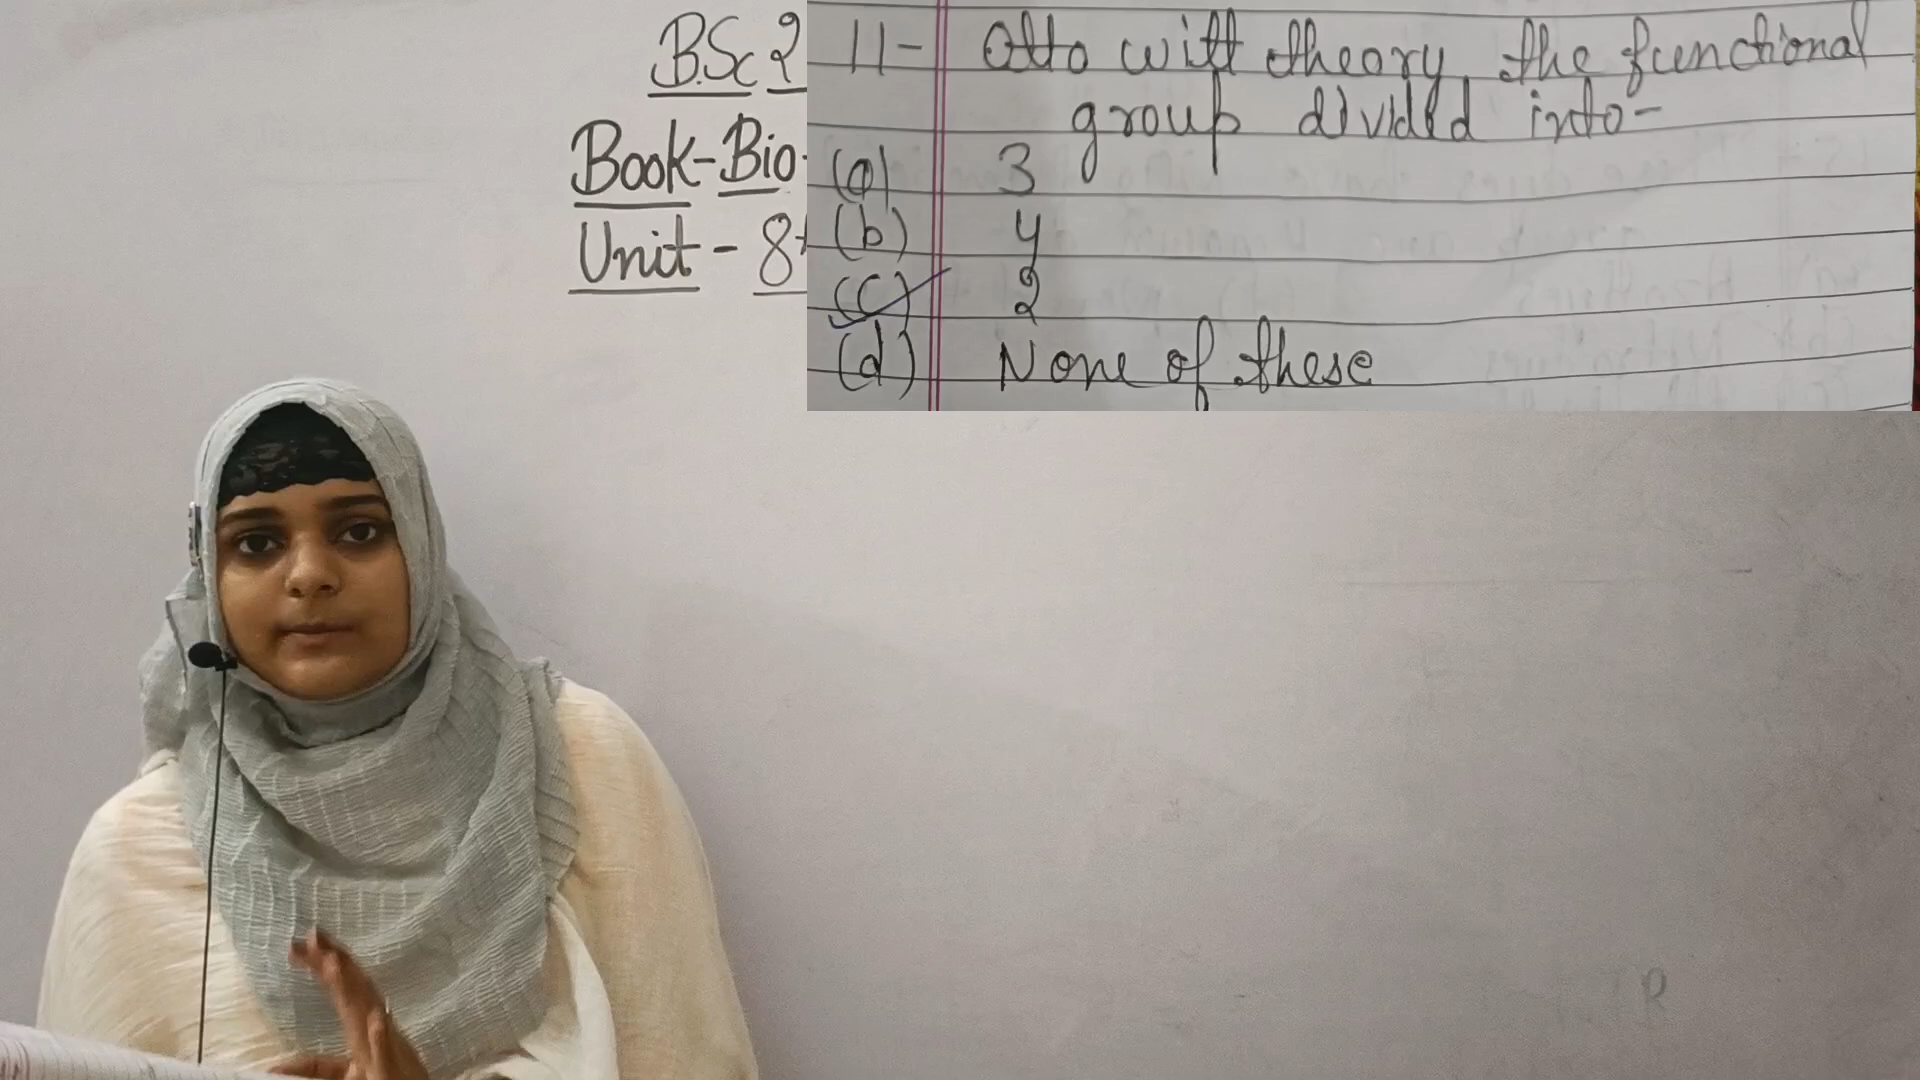 B.Sc 2
Book-Bio-
Unit - 8
11- Otto witt theory, the functional
group divided into-
(a) 3
(b) 4
(c) 2
(d) None of these
R